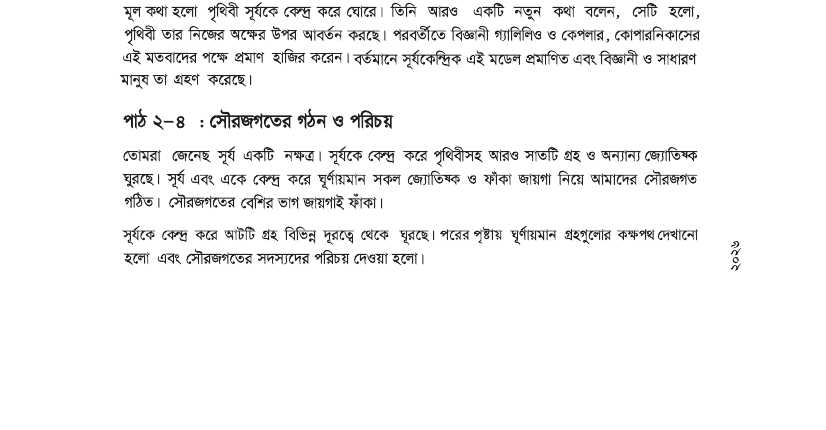 মূল কথা হলো পৃথিবী সূর্যকে কেন্দ্র করে ঘোরে। তিনি আরও একটি নতুন কথা বলেন, সেটি হলো,
পৃথিবী তার নিজের অক্ষের উপর আবর্তন করছে। পরবর্তীতে বিজ্ঞানী গ্যালিলিও ও কেপলার, কোপারনিকাসের
এই মতবাদের পক্ষে প্রমাণ হাজির করেন। বর্তমানে সূর্যকেন্দ্রিক এই মডেল প্রমাণিত এবং বিজ্ঞানী ও সাধারণ
মানুষ তা গ্রহণ করেছে।
পাঠ ২–৪ : সৌরজগতের গঠন ও পরিচয়
তোমরা জেনেছ সূর্য একটি নক্ষত্র। সূর্যকে কেন্দ্র করে পৃথিবীসহ আরও সাতটি গ্রহ ও অন্যান্য জ্যোতিষ্ক
ঘুরছে। সূর্য এবং একে কেন্দ্র করে ঘূর্ণায়মান সকল জ্যোতিষ্ক ও ফাঁকা জায়গা নিয়ে আমাদের সৌরজগত
গঠিত। সৌরজগতের বেশির ভাগ জায়গাই ফাঁকা।
সূর্যকে কেন্দ্র করে আটটি গ্রহ বিভিন্ন দূরত্বে থেকে ঘূরছে। পরের পৃষ্টায় ঘূর্ণায়মান গ্রহগুলোর কক্ষপথ দেখানো
হলো এবং সৌরজগতের সদস্যদের পরিচয় দেওয়া হলো।
২০২৬